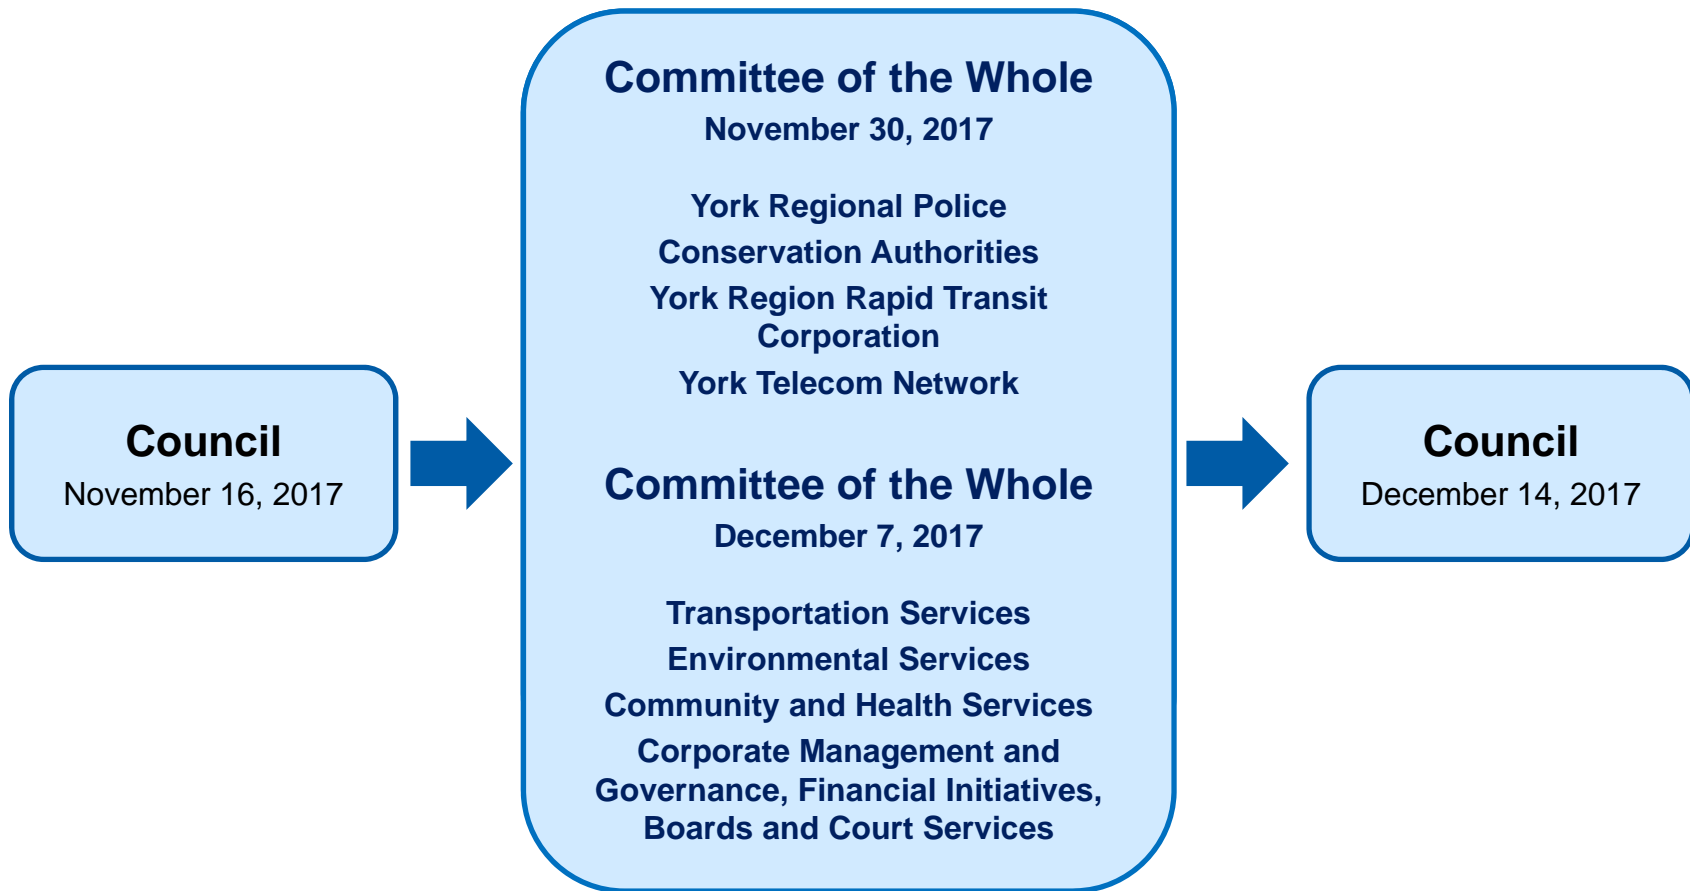 Council
November 16, 2017
Committee of the Whole
November 30, 2017
York Regional Police
Conservation Authorities
York Region Rapid Transit
Corporation
York Telecom Network
Committee of the Whole
December 7, 2017
Transportation Services
Environmental Services
Community and Health Services
Corporate Management and
Governance, Financial Initiatives,
Boards and Court Services
Council
December 14, 2017